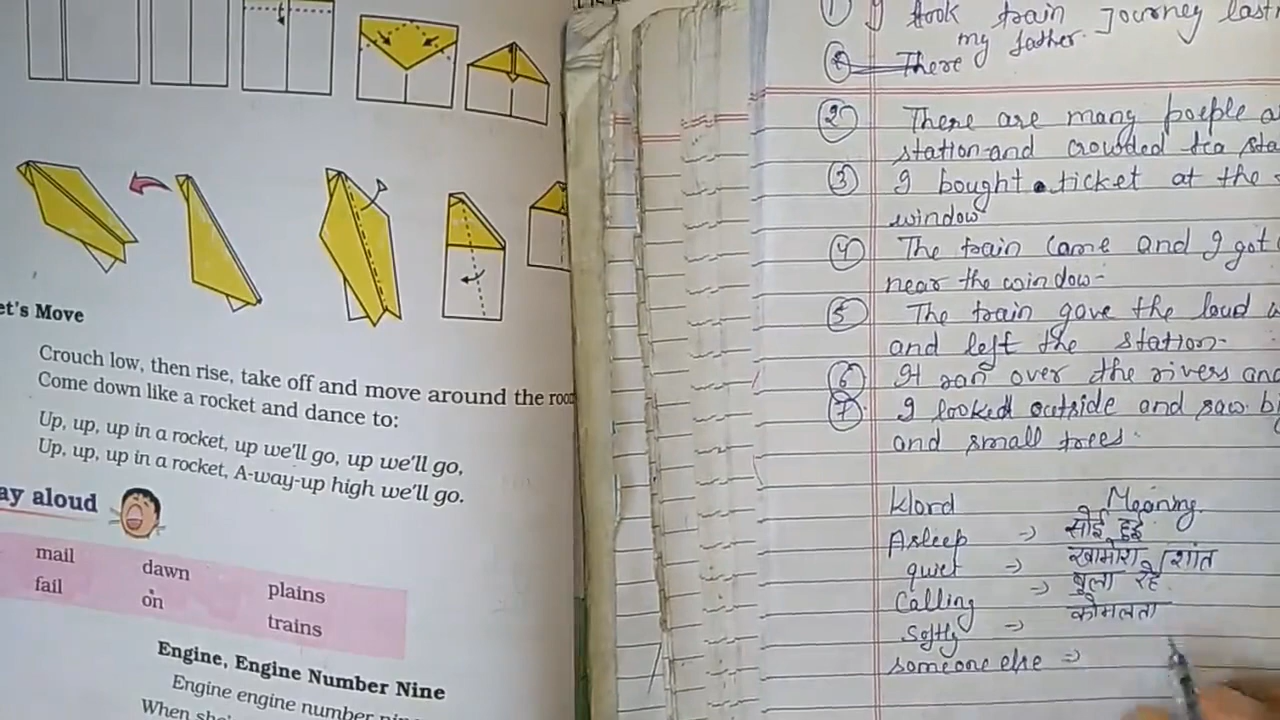 et's Move
Crouch low, then rise, take off and move around the room
Come down like a rocket and dance to:
Up, up, up in a rocket, up we'll go, up we'll go,
Up, up, up in a rocket, A-way-up high we'll go.
ay aloud
mail dawn plains
fail on trains
Engine, Engine Number Nine
Engine engine number nine
When she'
1 I took train journey last
my father.
There
2 There are many poeple a
station and crowded tea sta
3 I bought ticket at the
window
4 The train came and I got
near the window-
5 The train gave the loud
and left the station-
6 It ran over the rivers and
7. I looked outside and saw bi
and small trees.
Word Meaning
Asleep → सोई हुई
quiet → खामोश / शांत
Calling → बुला रहे
Softly → कोमलता
someone else →